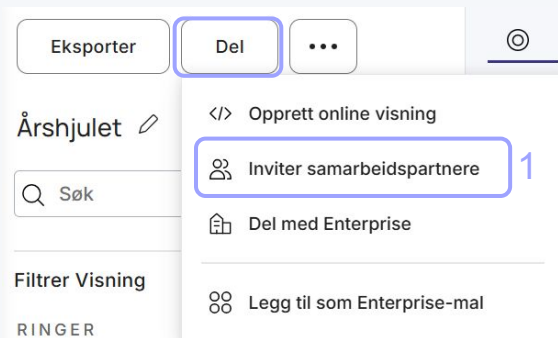 Eksporter
Del
Årshjulet
Opprett online visning
Inviter samarbeidspartnere
1
Søk
Del med Enterprise
Filtrer Visning
Legg til som Enterprise-mal
RINGER